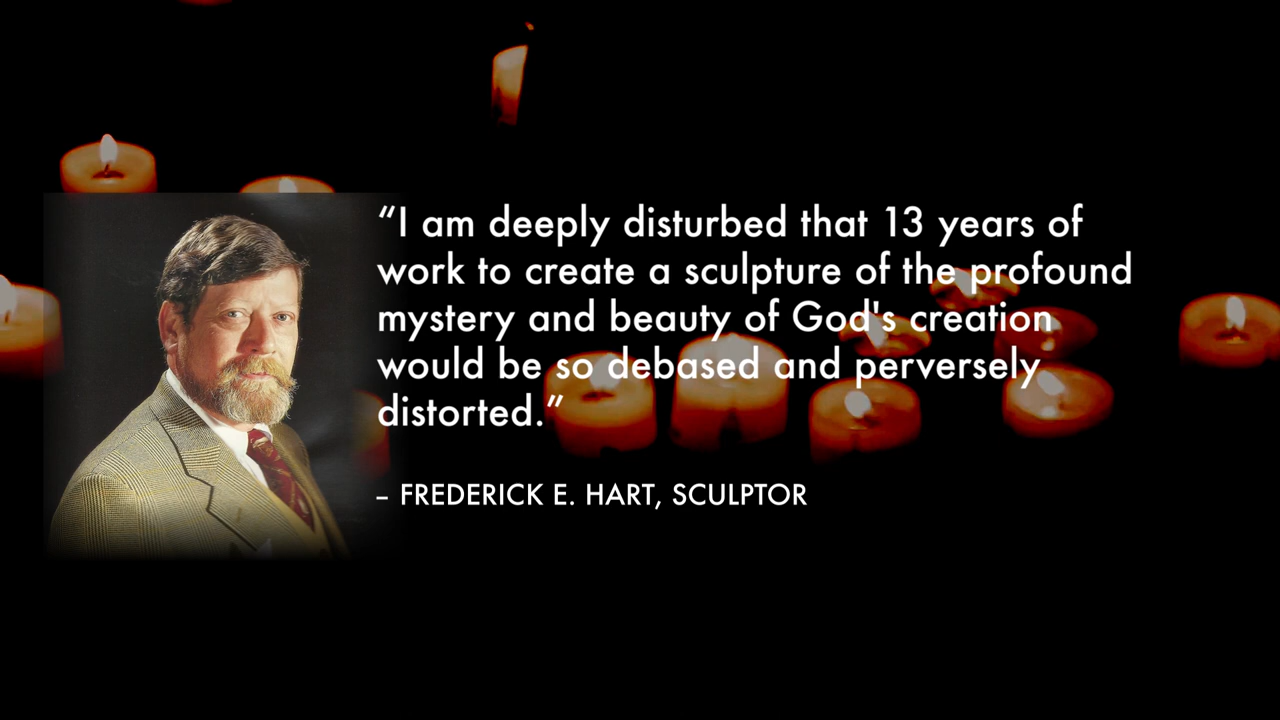 “I am deeply disturbed that 13 years of
work to create a sculpture of the profound
mystery and beauty of God's creation
would be so debased and perversely
distorted.”
– FREDERICK E. HART, SCULPTOR